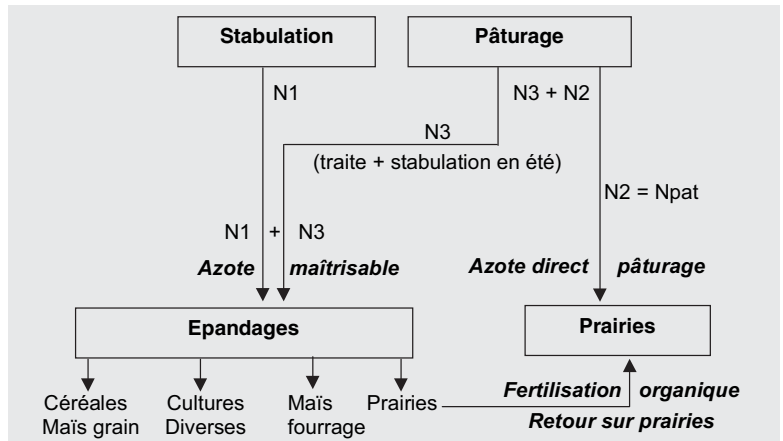 Stabulation
Pâturage
N1
N3 + N2
N3
(traite + stabulation en été)
N2 = Npat
N1 + N3
Azote maîtrisable
Azote direct pâturage
Epandages
Prairies
Céréales
Maïs grain
Cultures
Diverses
Maïs
fourrage
Prairies
Fertilisation organique
Retour sur prairies